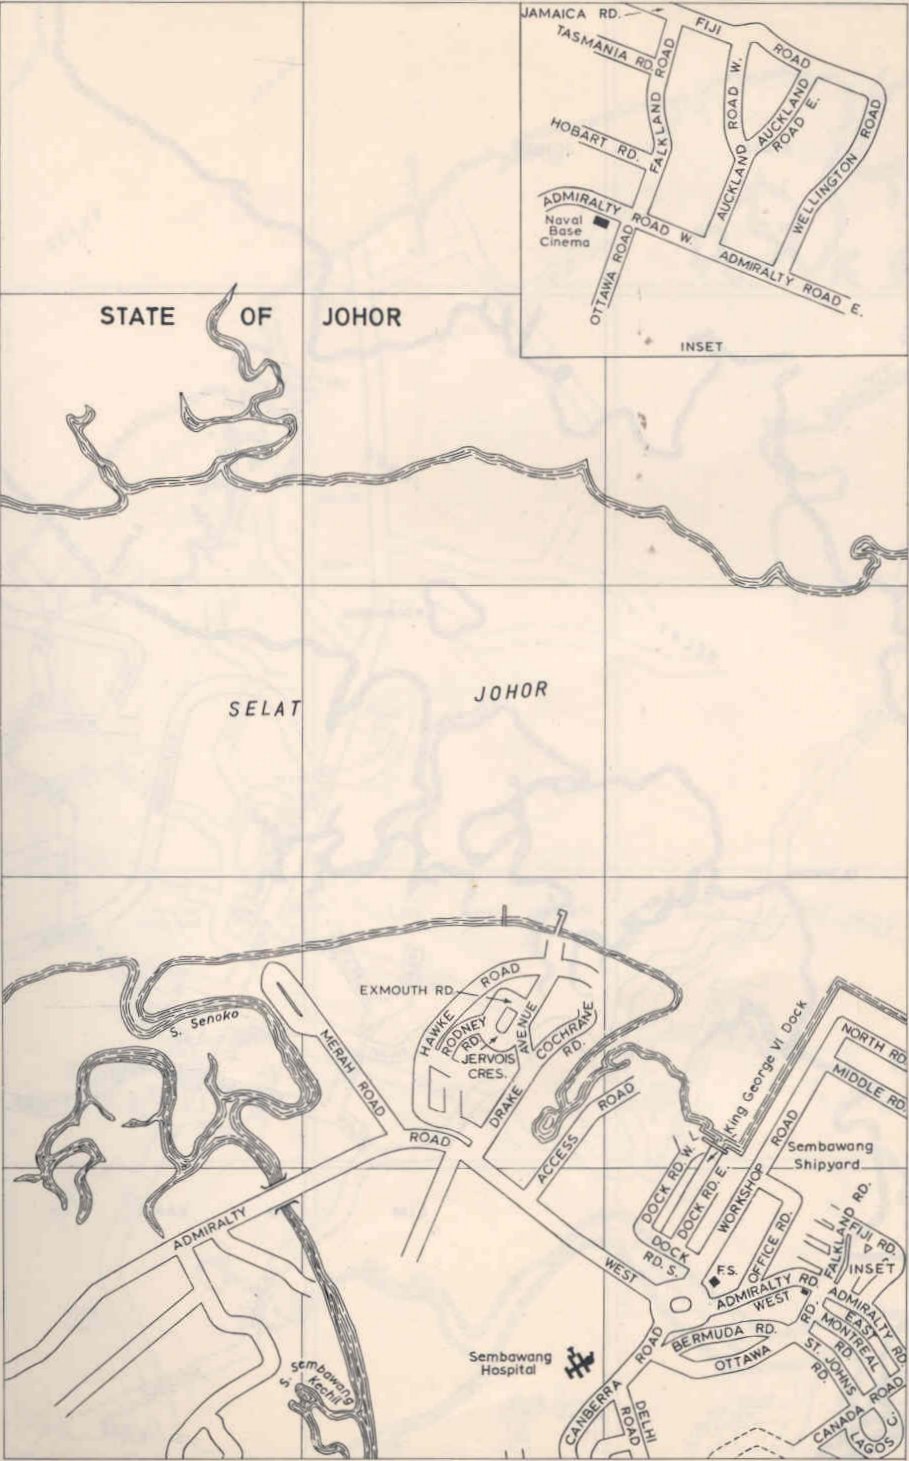 JAMAICA RD.
FIJI ROAD
TASMANIA RD.
FALKLAND ROAD
AUCKLAND ROAD W.
AUCKLAND ROAD E.
WELLINGTON ROAD
HOBART RD.
ADMIRALTY ROAD W.
Naval
Base
Cinema
OTTAWA ROAD
ADMIRALTY ROAD E.
INSET
STATE OF JOHOR
SELAT JOHOR
EXMOUTH RD.
HAWKE ROAD
RODNEY
RD.
JERVOIS
CRES.
DRAKE AVENUE
COCHRANE
RD.
S. Senoko
MERAH ROAD
ACCESS ROAD
King George VI Dock
NORTH RD.
MIDDLE RD.
Sembawang
Shipyard
DOCK RD. W.
DOCK RD. E.
DOCK
RD. S.
WORKSHOP ROAD
OFFICE RD.
FALKLAND RD.
FIJI RD.
INSET
F.S.
ADMIRALTY ROAD WEST
ADMIRALTY RD.
WEST
ADMIRALTY
EAST RD.
MONTREAL
RD.
BERMUDA RD.
OTTAWA RD.
ST. JOHNS
RD.
Sembawang
Hospital
CANBERRA ROAD
DELHI
ROAD
CANADA ROAD
LAGOS C.
S. Sembawang
Kechil